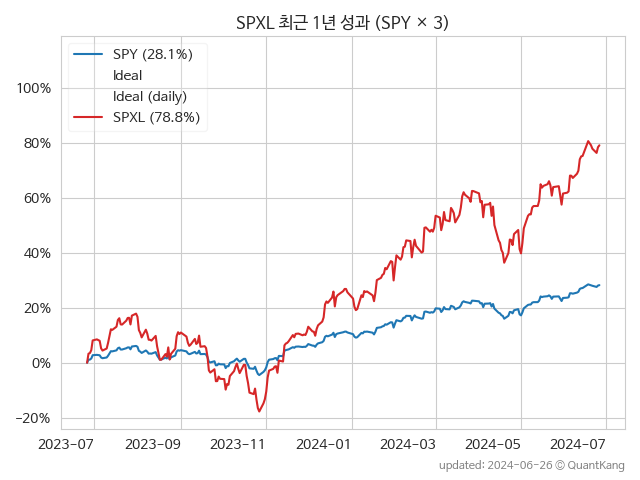 SPXL 최근 1년 성과 (SPY × 3)
SPY (28.1%)
Ideal
Ideal (daily)
SPXL (78.8%)
100%
80%
60%
40%
20%
0%
−20%
2023-07 2023-09 2023-11 2024-01 2024-03 2024-05 2024-07
updated: 2024-06-26 © QuantKang